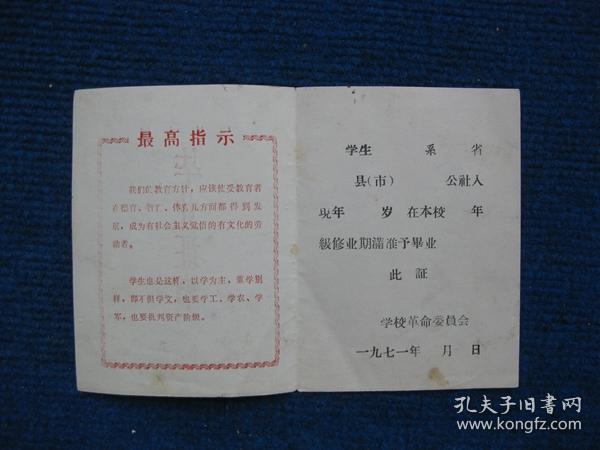 最高指示
我们的教育方针，应该使受教育者
在德育、智育、体育几方面都得到发
展，成为有社会主义觉悟的有文化的劳
动者。
学生也是这样，以学为主，兼学别
样，即不但学文，也要学工、学农、学
军，也要批判资产阶级。
学生 系 省
县(市) 公社人
现年 岁 在本校 年
级修业期满准予畢业
此証
学校革命委員会
一九七一年 月 日
孔夫子旧書网
www.kongfz.com